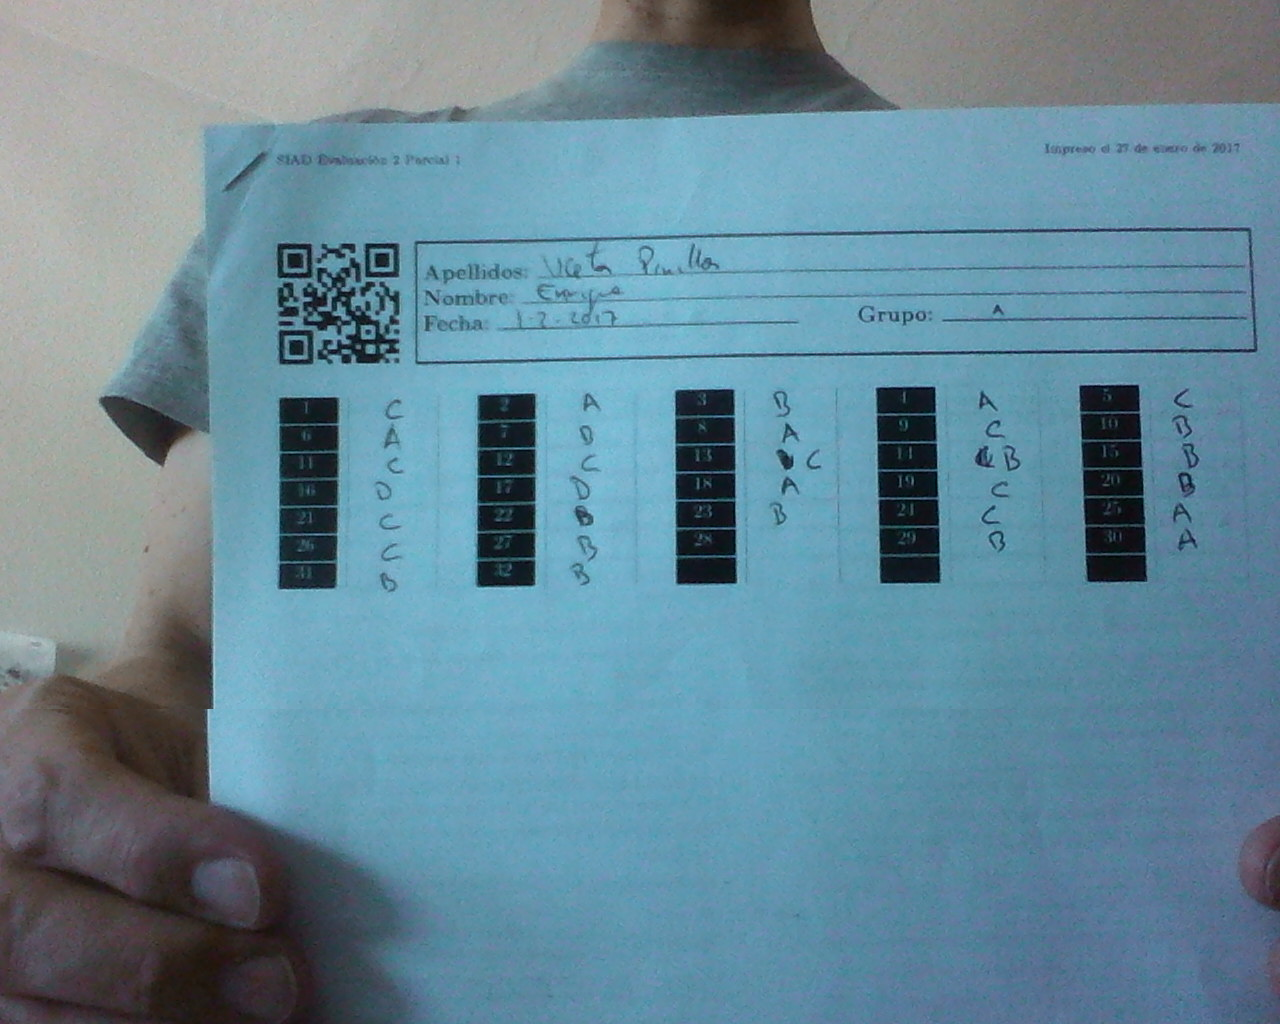 SIAD Evaluación 2 Parcial 1 Impreso el 27 de enero de 2017
Apellidos: Uceta Pinillos
Nombre: Enrique
Fecha: 1-2-2017 Grupo: A
1 C 2 A 3 B 4 A 5 C
6 A 7 D 8 A 9 C 10 B
11 C 12 C 13 C 14 B 15 B
16 D 17 D 18 A 19 C 20 B
21 C 22 B 23 B 24 C 25 A
26 C 27 B 28 29 B 30 A
31 B 32 B